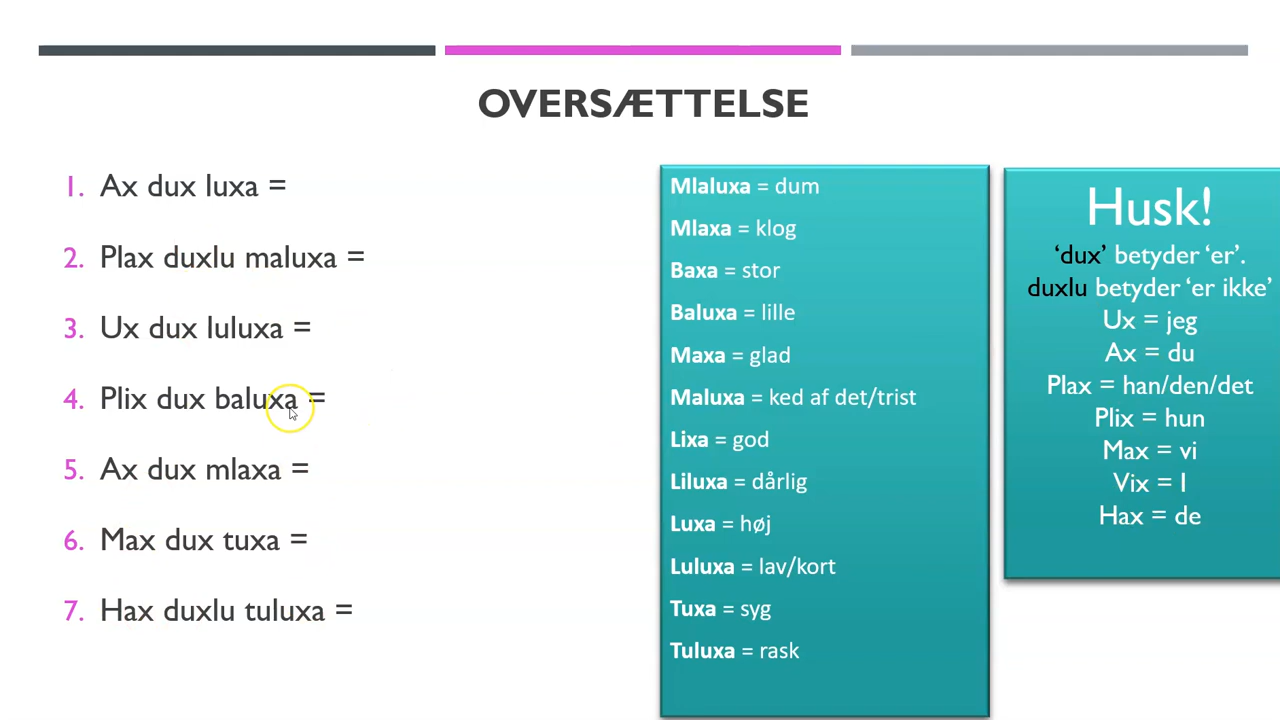 OVERSÆTTELSE
1. Ax dux luxa =
2. Plax duxlu maluxa =
3. Ux dux luluxa =
4. Plix dux baluxa =
5. Ax dux mlaxa =
6. Max dux tuxa =
7. Hax duxlu tuluxa =
Mlaluxa = dum
Mlaxa = klog
Baxa = stor
Baluxa = lille
Maxa = glad
Maluxa = ked af det/trist
Lixa = god
Liluxa = dårlig
Luxa = høj
Luluxa = lav/kort
Tuxa = syg
Tuluxa = rask
Husk!
‘dux’ betyder ‘er’.
duxlu betyder ‘er ikke’
Ux = jeg
Ax = du
Plax = han/den/det
Plix = hun
Max = vi
Vix = I
Hax = de